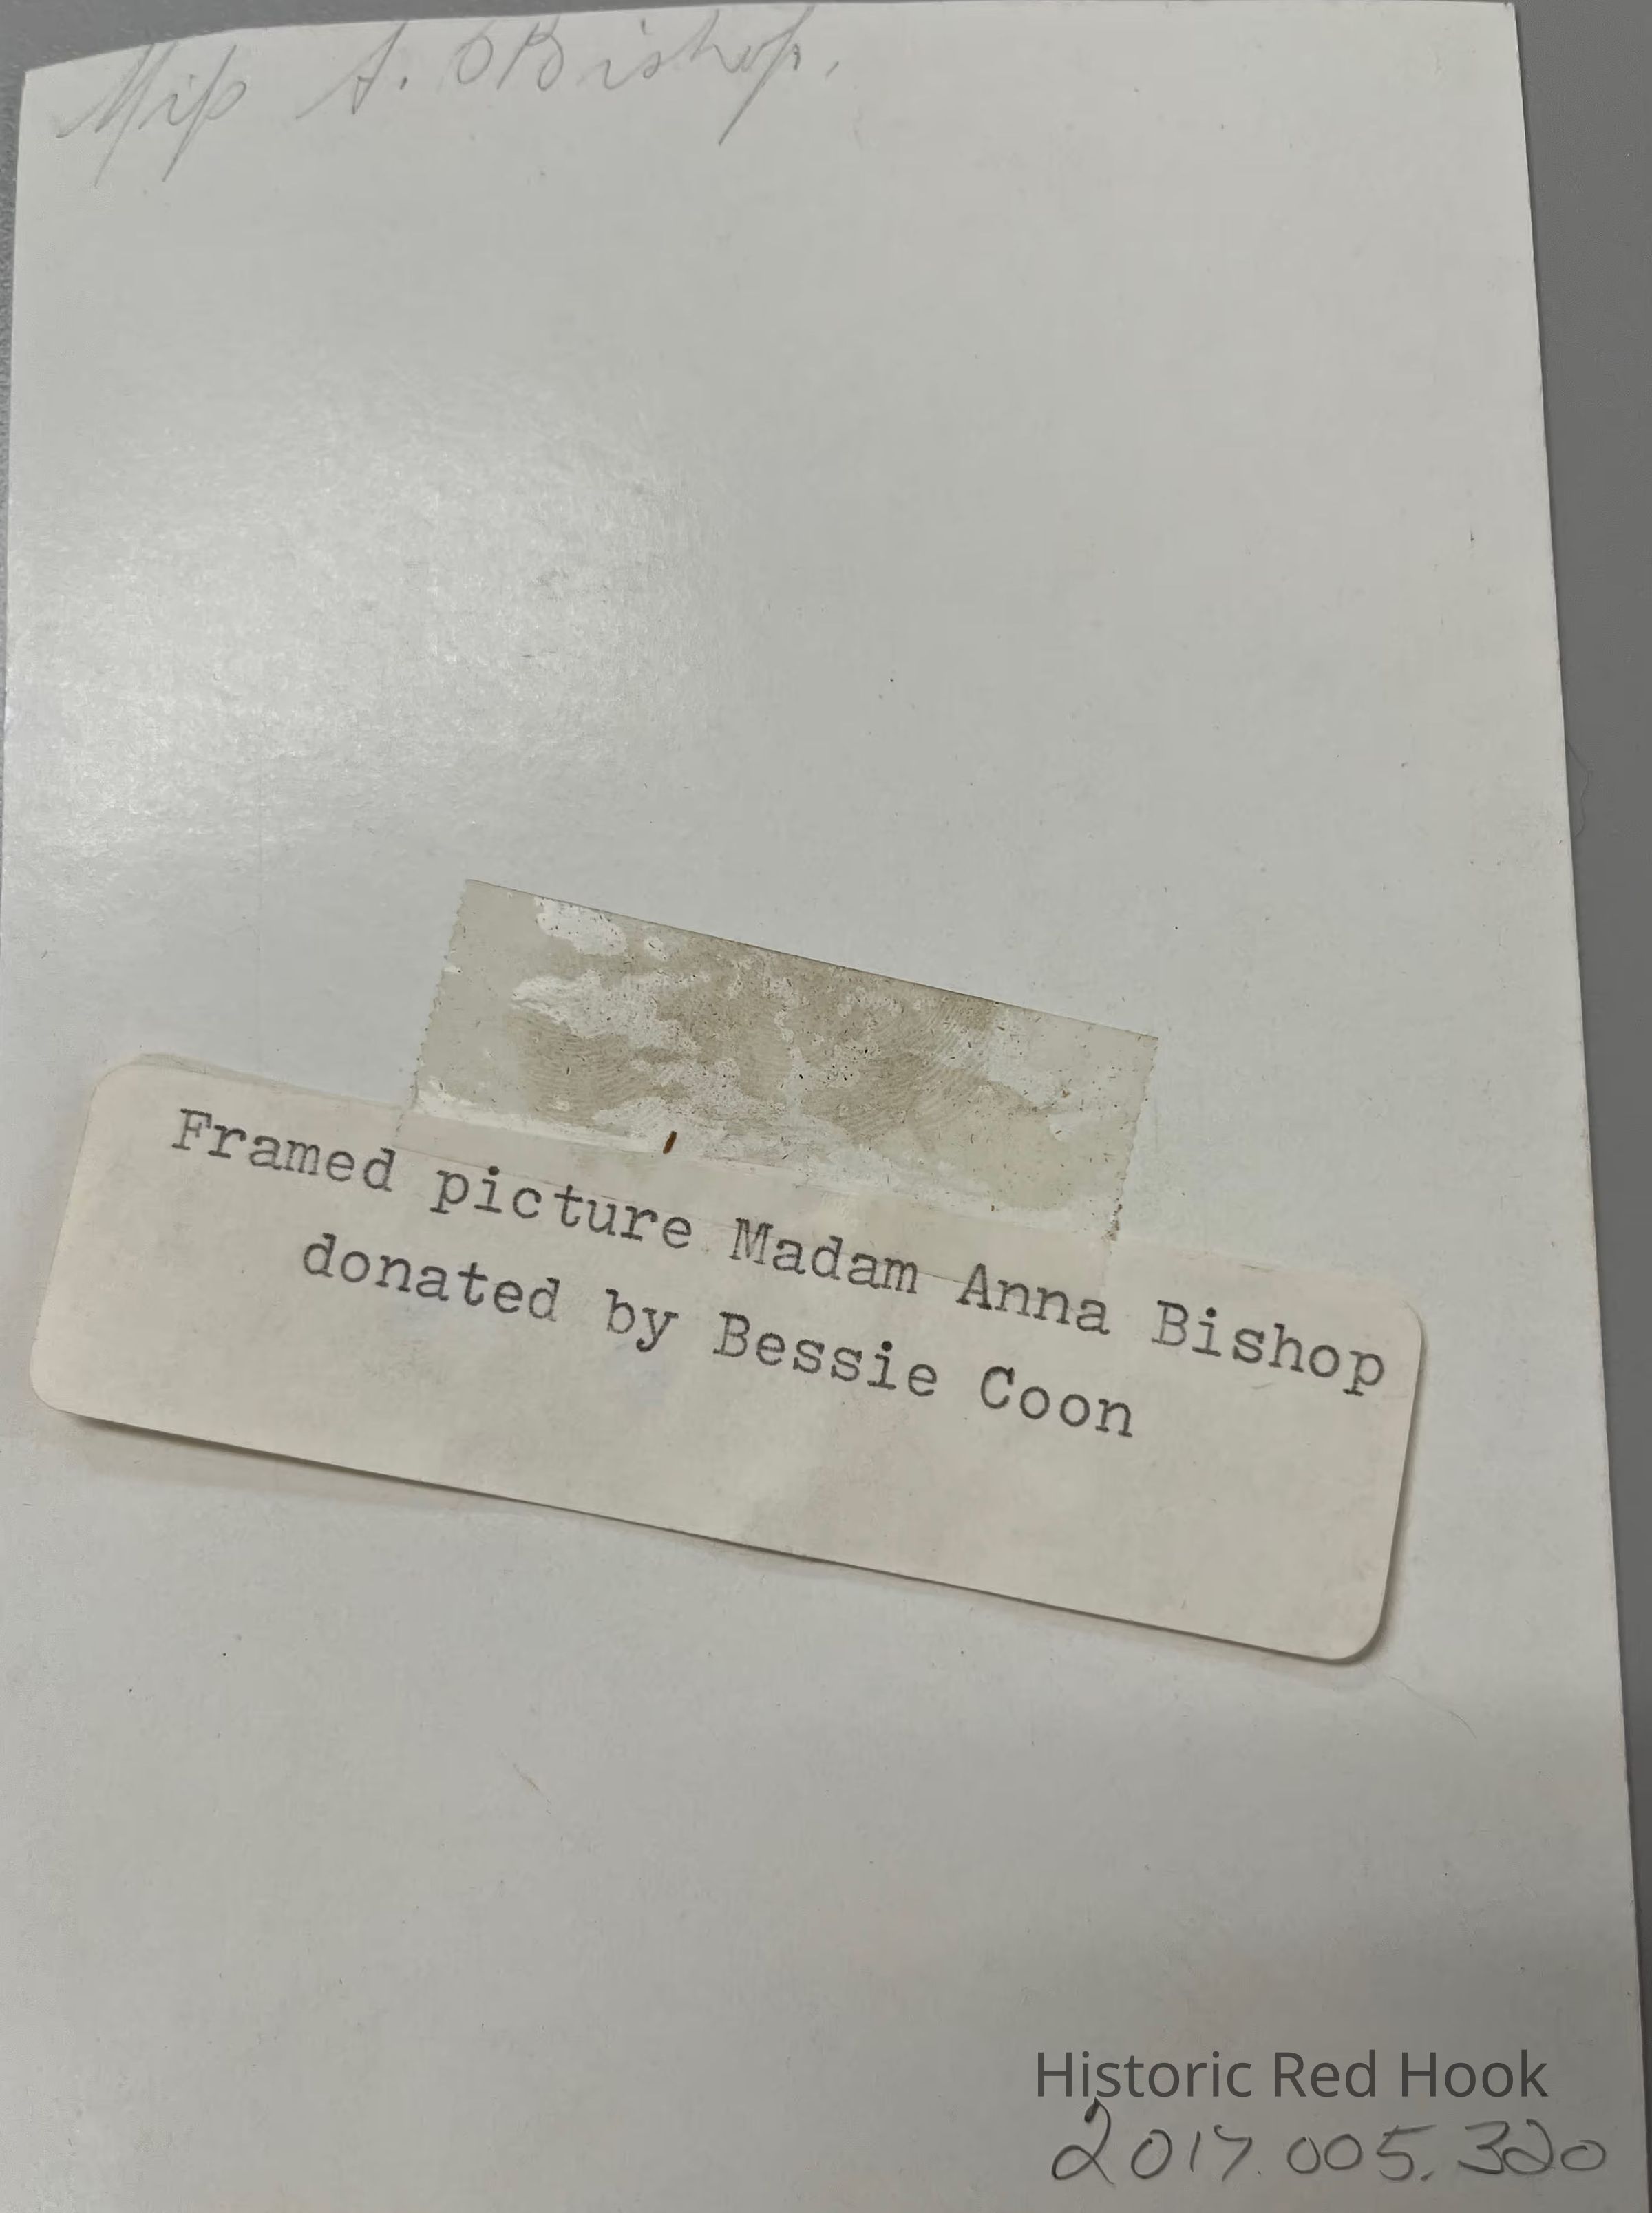 Miss A. Bishop.
Framed picture Madam Anna Bishop
donated by Bessie Coon
Historic Red Hook
2017.005.320